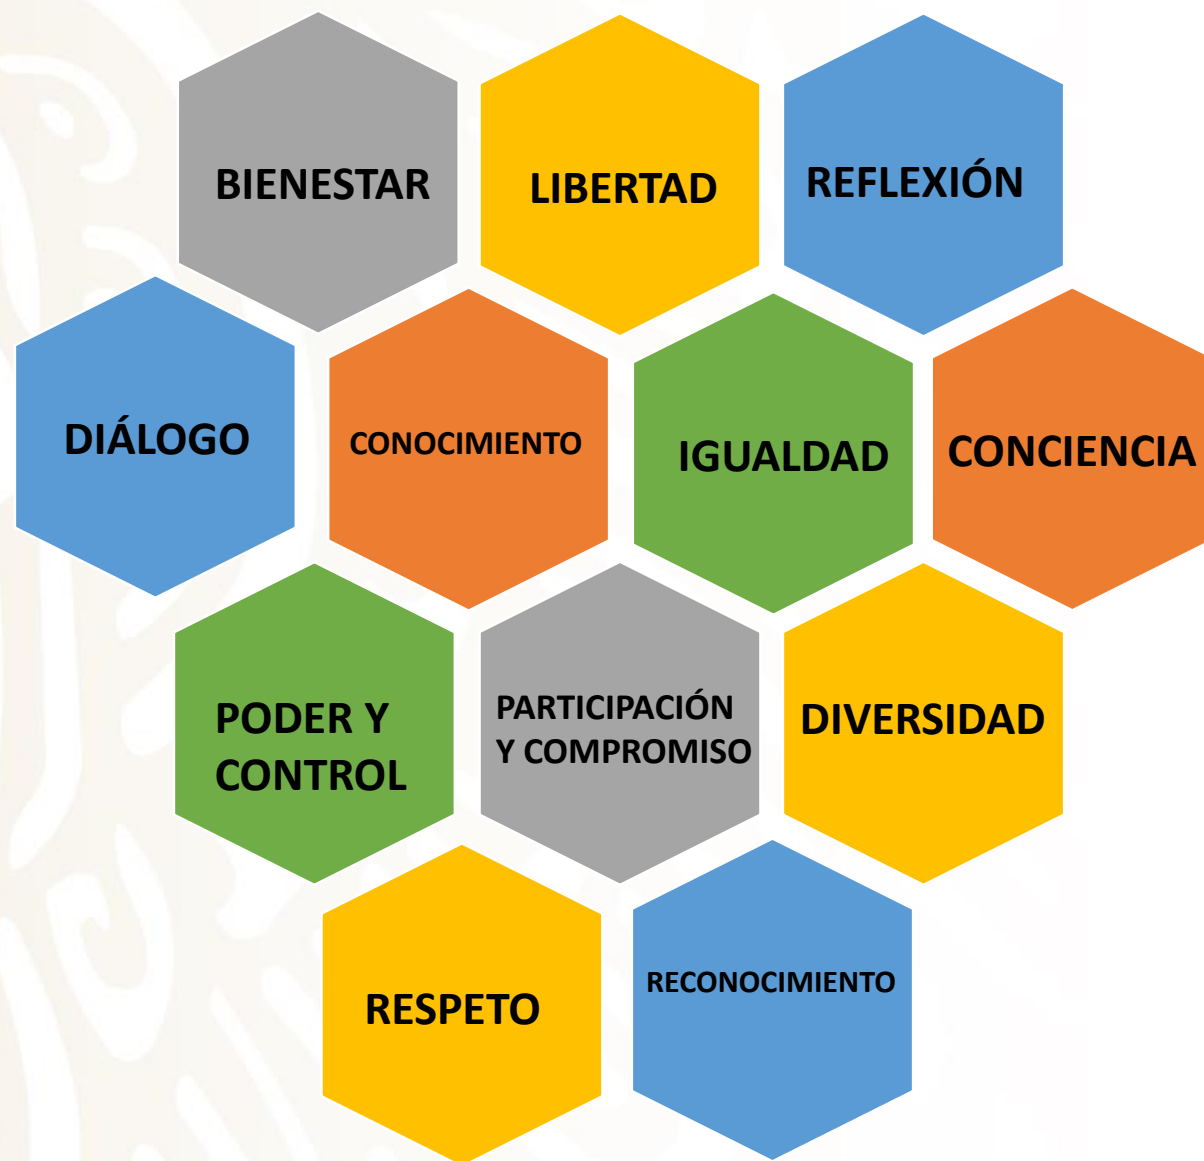 BIENESTAR
LIBERTAD
REFLEXIÓN
DIÁLOGO
CONOCIMIENTO
IGUALDAD
CONCIENCIA
PODER Y
CONTROL
PARTICIPACIÓN
Y COMPROMISO
DIVERSIDAD
RESPETO
RECONOCIMIENTO